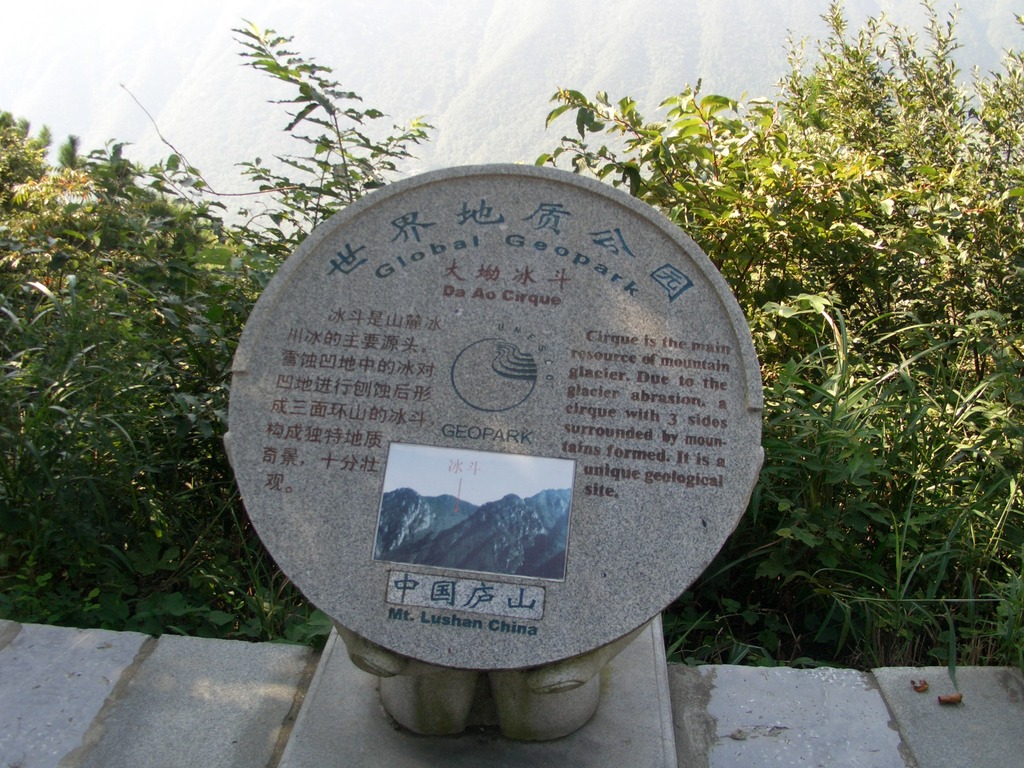 世界地质公园
Global Geopark
大坳冰斗
Da Ao Cirque
冰斗是山麓冰
川冰的主要源头,
雪蚀凹地中的冰对
凹地进行刨蚀后形
成三面环山的冰斗,
构成独特地质
奇景, 十分壮
观。
UNESCO
GEOPARK
Cirque is the main
resource of mountain
glacier. Due to the
glacier abrasion, a
cirque with 3 sides
surrounded by moun-
tains formed. It is a
unique geological
site.
冰斗
中国庐山
Mt. Lushan China